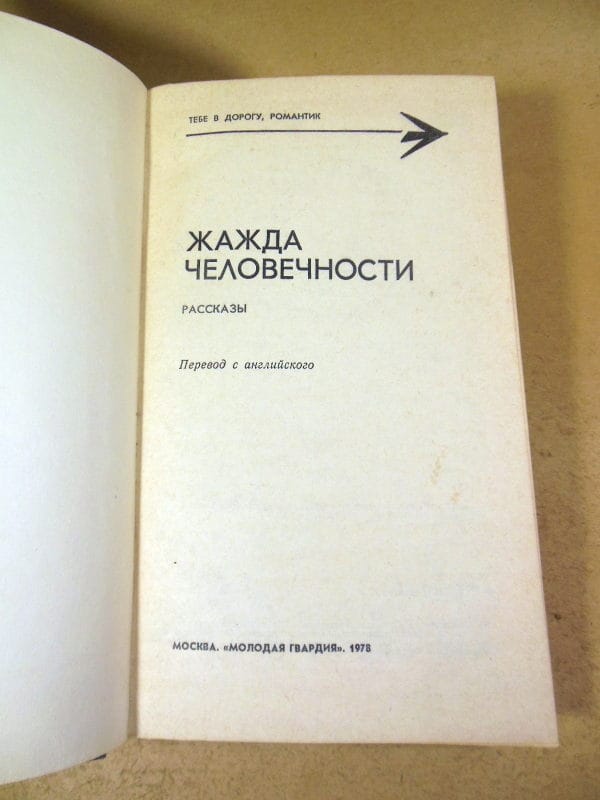 ТЕБЕ В ДОРОГУ, РОМАНТИК
ЖАЖДА
ЧЕЛОВЕЧНОСТИ
РАССКАЗЫ
Перевод с английского
МОСКВА. «МОЛОДАЯ ГВАРДИЯ». 1978